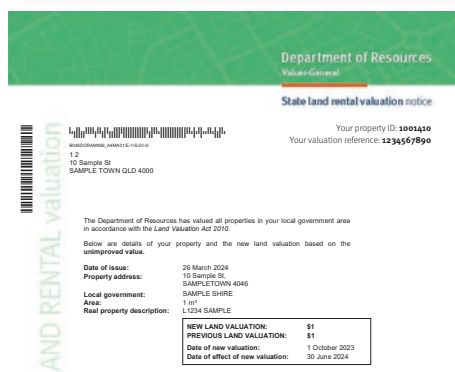 Department of Resources
Valuer-General
State land rental valuation notice
Your property ID: 1001410
Your valuation reference: 1234567890
1 2
10 Sample St
SAMPLE TOWN QLD 4000
AND RENTAL valuation
The Department of Resources has valued all properties in your local government area
in accordance with the Land Valuation Act 2010.
Below are details of your property and the new land valuation based on the
unimproved value.
Date of issue: 26 March 2024
Property address: 10 Sample St,
SAMPLETOWN 4046
Local government: SAMPLE SHIRE
Area: 1 m²
Real property description: L1234 SAMPLE
NEW LAND VALUATION: $1
PREVIOUS LAND VALUATION: $1
Date of new valuation: 1 October 2023
Date of effect of new valuation: 30 June 2024